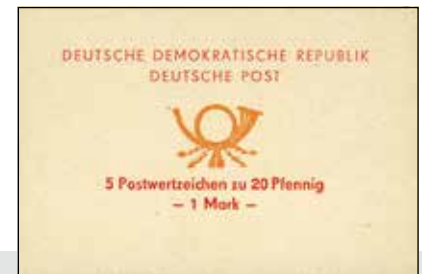 DEUTSCHE DEMOKRATISCHE REPUBLIK
DEUTSCHE POST
5 Postwertzeichen zu 20 Pfennig
– 1 Mark –